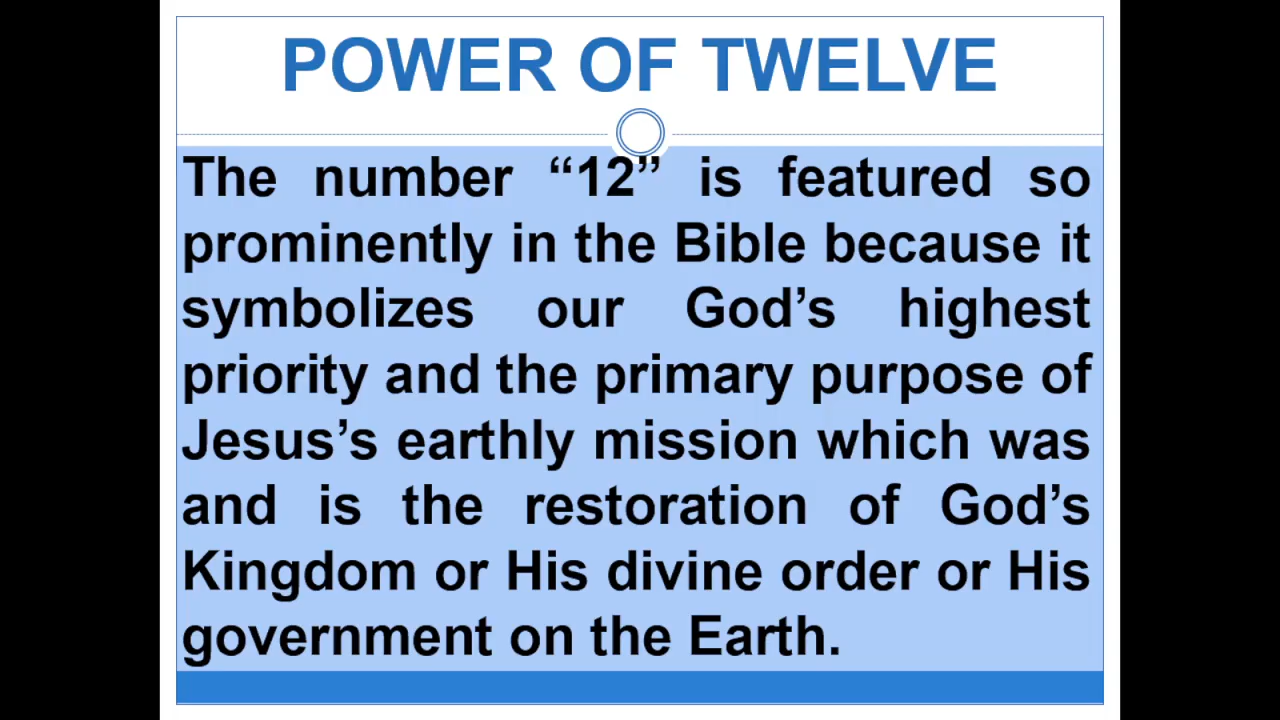 POWER OF TWELVE
The number “12” is featured so
prominently in the Bible because it
symbolizes our God’s highest
priority and the primary purpose of
Jesus’s earthly mission which was
and is the restoration of God’s
Kingdom or His divine order or His
government on the Earth.